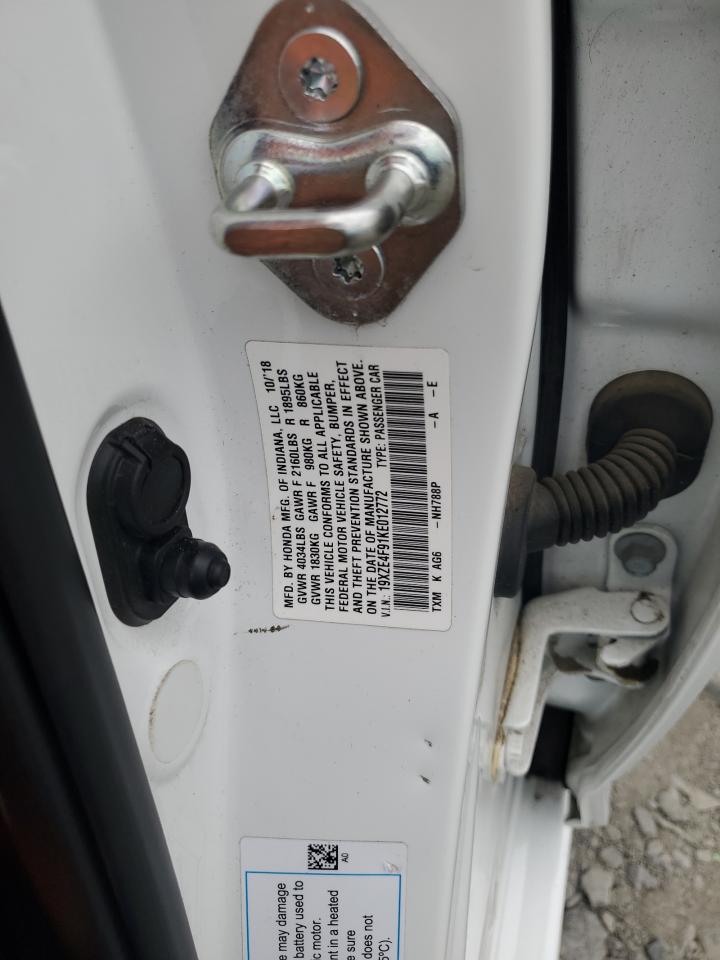 MFD. BY HONDA MFG. OF INDIANA, LLC 10/'18
GVWR 4034LBS GAWR F 2160LBS R 1895LBS
GVWR 1830KG GAWR F 980KG R 860KG
THIS VEHICLE CONFORMS TO ALL APPLICABLE
FEDERAL MOTOR VEHICLE SAFETY, BUMPER,
AND THEFT PREVENTION STANDARDS IN EFFECT
ON THE DATE OF MANUFACTURE SHOWN ABOVE.
V.I.N.: 19XZE4F91KE012772 TYPE: PASSENGER CAR
TXM K AG6 -NH788P -A -E
A0
e may damage
battery used to
ic motor.
nt in a heated
e sure
does not
5°C).